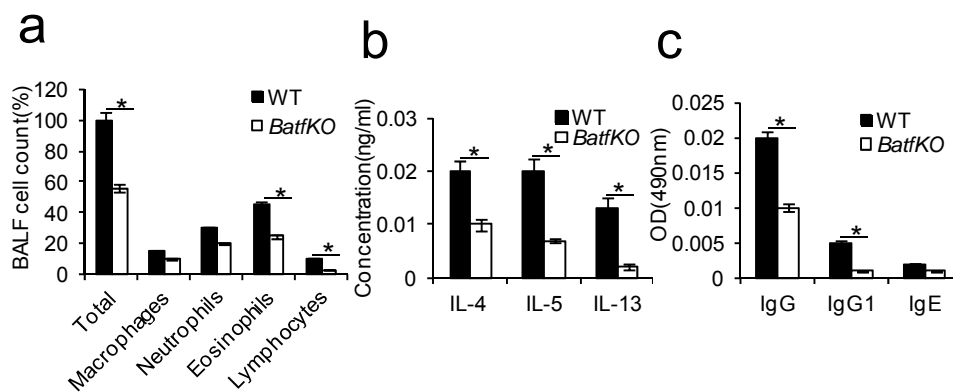 a
BALF cell count(%)
120
100
80
60
40
20
0
*
*
*
WT
BatfKO
Total
Macrophages
Neutrophils
Eosinophils
Lymphocytes
b
Concentration(ng/ml)
0.03
0.02
0.01
0
*
*
*
WT
BatfKO
IL-4
IL-5
IL-13
c
OD(490nm)
0.025
0.02
0.015
0.01
0.005
0
*
*
WT
BatfKO
IgG
IgG1
IgE